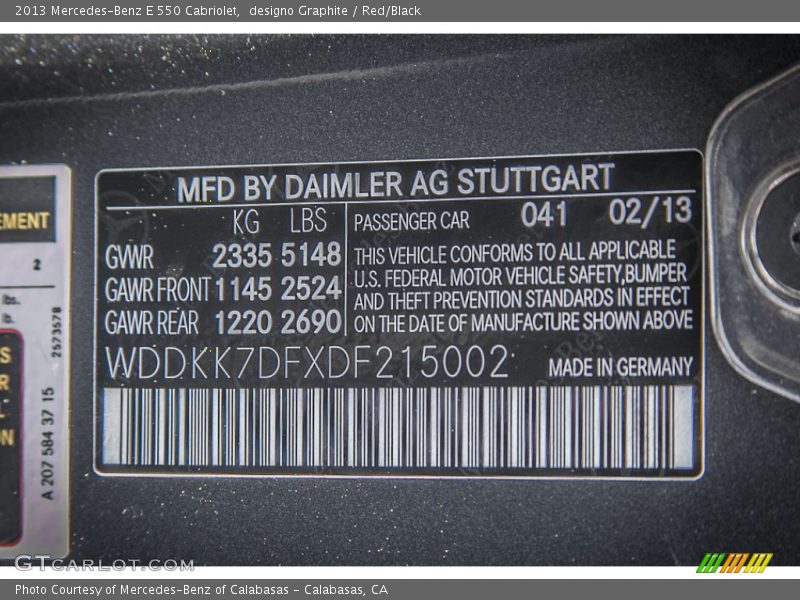 2013 Mercedes-Benz E 550 Cabriolet, designo Graphite / Red/Black
MFD BY DAIMLER AG STUTTGART
KG LBS
GWR 2335 5148
GAWR FRONT 1145 2524
GAWR REAR 1220 2690
PASSENGER CAR 041 02/13
THIS VEHICLE CONFORMS TO ALL APPLICABLE
U.S. FEDERAL MOTOR VEHICLE SAFETY,BUMPER
AND THEFT PREVENTION STANDARDS IN EFFECT
ON THE DATE OF MANUFACTURE SHOWN ABOVE
WDDKK7DFXDF215002 MADE IN GERMANY
EMENT
2
lbs.
lb.
S
R
L
N
2573578
A 207 584 37 15
GTCARLOT.COM
Photo Courtesy of Mercedes-Benz of Calabasas - Calabasas, CA